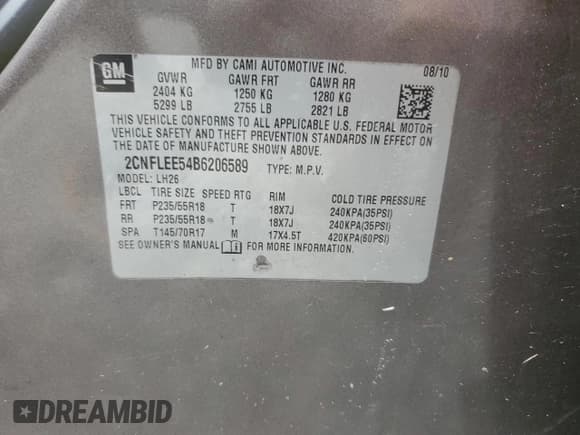 GM
MFD BY CAMI AUTOMOTIVE INC. 08/10
GVWR GAWR FRT GAWR RR
2404 KG 1250 KG 1280 KG
5299 LB 2755 LB 2821 LB
THIS VEHICLE CONFORMS TO ALL APPLICABLE U.S. FEDERAL MOTOR
VEHICLE SAFETY AND THEFT PREVENTION STANDARDS IN EFFECT ON
THE DATE OF MANUFACTURE SHOWN ABOVE.
2CNFLEE54B6206589 TYPE: M.P.V.
MODEL: LH26
LBCL TIRE SIZE SPEED RTG RIM COLD TIRE PRESSURE
FRT P235/55R18 T 18X7J 240KPA(35PSI)
RR P235/55R18 T 18X7J 240KPA(35PSI)
SPA T145/70R17 M 17X4.5T 420KPA(60PSI)
SEE OWNER'S MANUAL FOR MORE INFORMATION.
DREAMBID